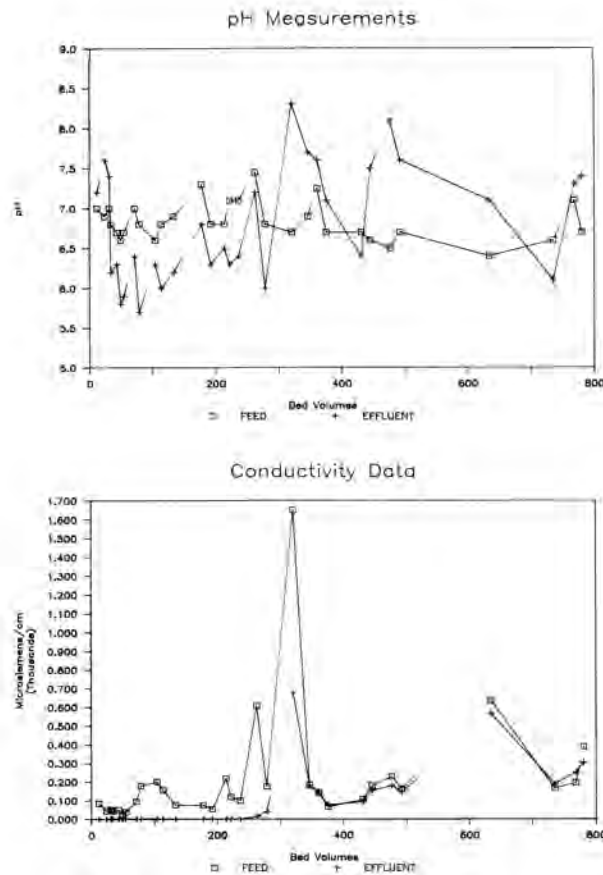 pH Measurements
9.0
8.5
8.0
7.5
7.0
6.5
6.0
5.5
5.0
pH
0 200 400 600 800
Bed Volumes
FEED + EFFLUENT
Conductivity Data
1.700
1.600
1.500
1.400
1.300
1.200
1.100
1.000
0.900
0.800
0.700
0.600
0.500
0.400
0.300
0.200
0.100
0.000
Microsiemens/cm
(Thousands)
0 200 400 600 800
Bed Volumes
FEED + EFFLUENT